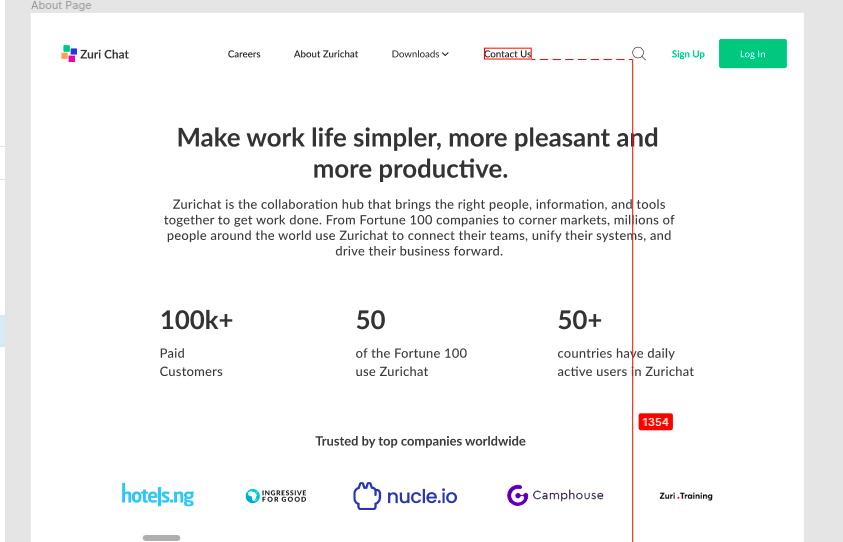 About Page
Zuri Chat
Careers
About Zurichat
Downloads
Contact Us
Sign Up
Log In
Make work life simpler, more pleasant and
more productive.
Zurichat is the collaboration hub that brings the right people, information, and tools
together to get work done. From Fortune 100 companies to corner markets, millions of
people around the world use Zurichat to connect their teams, unify their systems, and
drive their business forward.
100k+
Paid
Customers
50
of the Fortune 100
use Zurichat
50+
countries have daily
active users in Zurichat
1354
Trusted by top companies worldwide
hotels.ng
INGRESSIVE
FOR GOOD
nucle.io
Camphouse
Zuri.Training